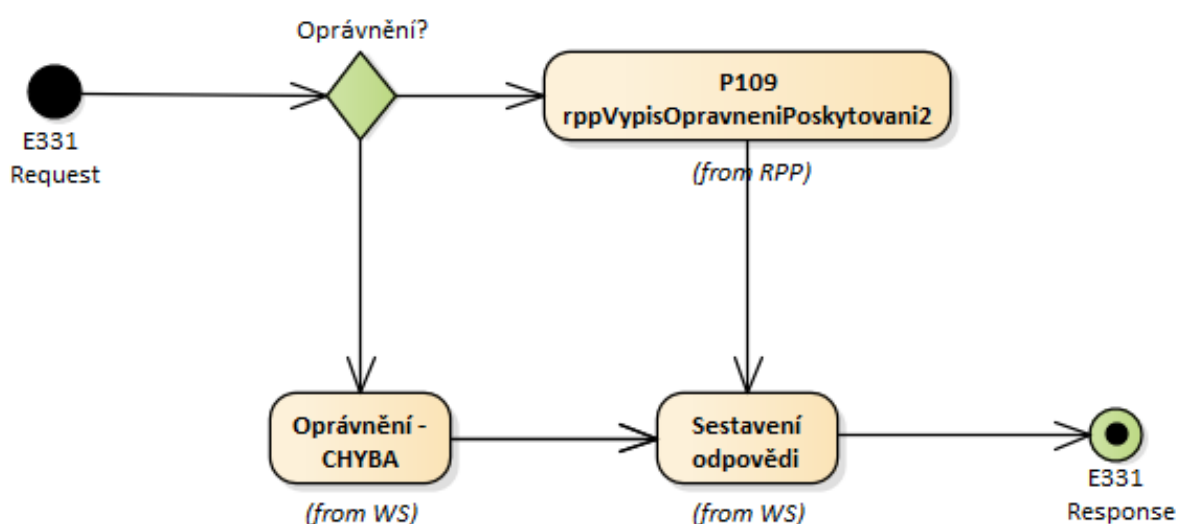 Oprávnění?
E331
Request
P109
rppVypisOpravneniPoskytovani2
(from RPP)
Oprávnění -
CHYBA
(from WS)
Sestavení
odpovědi
(from WS)
E331
Response